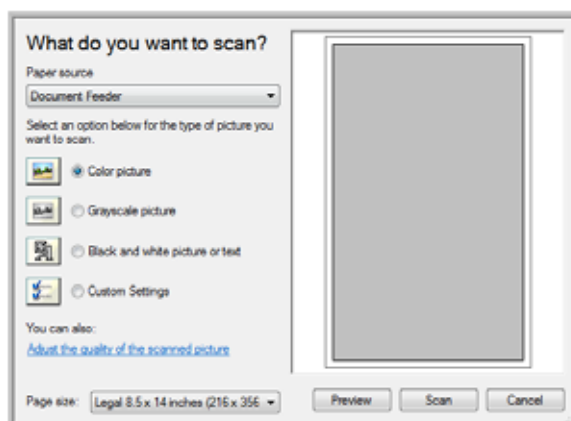 What do you want to scan?
Paper source
Document Feeder
Select an option below for the type of picture you
want to scan.
Color picture
Grayscale picture
Black and white picture or text
Custom Settings
You can also:
Adjust the quality of the scanned picture
Page size: Legal 8.5 x 14 inches (216 x 356
Preview Scan Cancel